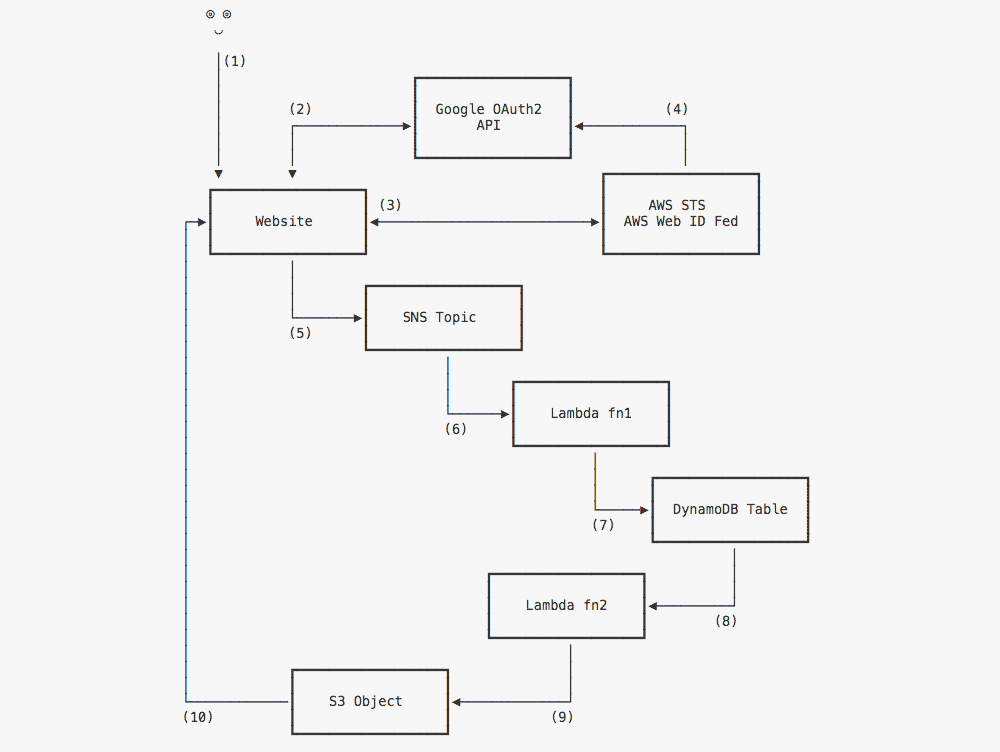 (1)
(2)
Google OAuth2
API
(4)
Website
(3)
AWS STS
AWS Web ID Fed
(5)
SNS Topic
(6)
Lambda fn1
(7)
DynamoDB Table
Lambda fn2
(8)
S3 Object
(9)
(10)